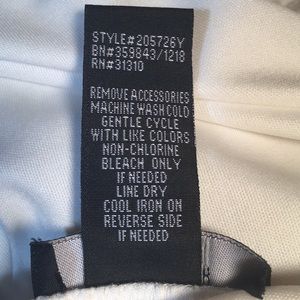 STYLE#205726Y
BN#359843/1218
RN#31310
REMOVE ACCESSORIES
MACHINE WASH COLD
GENTLE CYCLE
WITH LIKE COLORS
NON-CHLORINE
BLEACH ONLY
IF NEEDED
LINE DRY
COOL IRON ON
REVERSE SIDE
IF NEEDED